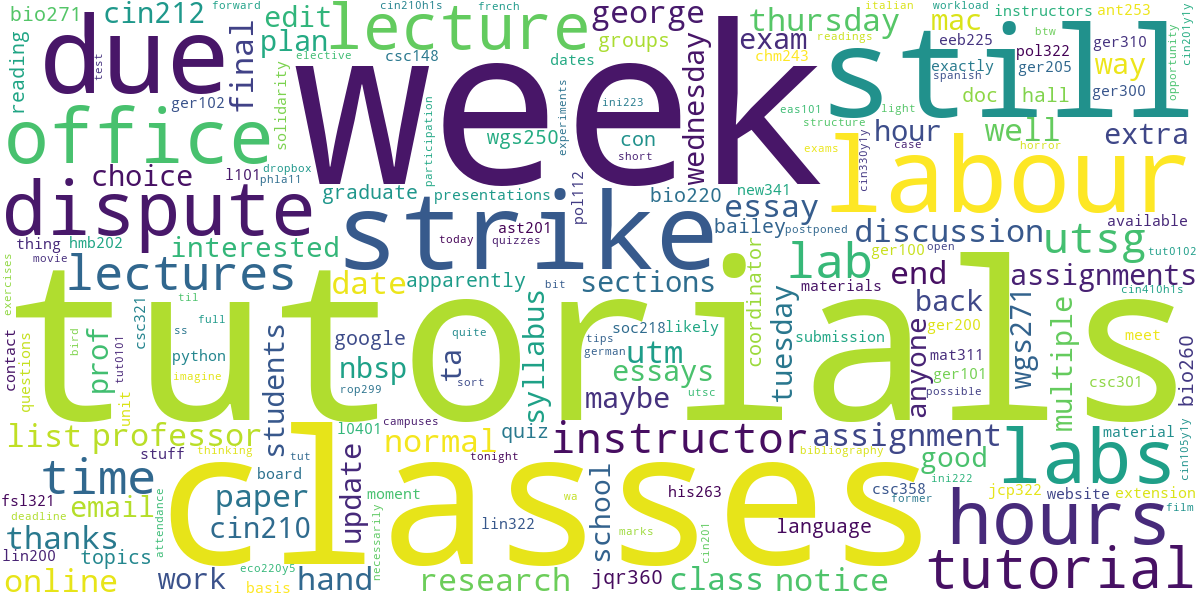 bio271
cin212
forward
cin210h1s
french
george
thursday
italian
workload
instructors
ant253
due
lecture
week
still
edit
plan
elective
csc148
groups
dates
exam
readings
mac
btw
eeb225
pol322
ger310
cin201y1y
reading
test
final
solidarity
ger102
chm243
exactly
ger205
way
spanish
ger300
opportunity
doc
hall
office
participation
ini223
experiments
wednesday
eas101
light
structure
wgs250
con
short
exams
cin330y1y
case
hour
well
horror
extra
labour
choice
l101
dropbox
phla11
graduate
presentations
pol112
bio220
new341
essay
dispute
strike
ast201
today
quizzes
bailey
postponed
discussion
available
utsg
tut0102
thing
movie
hmb202
interested
ger100
open
lab
exercises
lectures
date
apparently
bit
sections
coordinator
materials
end
assignments
cin410h1s
tutorials
til
full
ss
csc321
python
imagine
bird
prof
tut0101
contact
questions
unit
students
google
nbsp
ta
quite
sort
rop299
syllabus
tips
german
soc218
likely
utm
essays
utsc
maybe
tuesday
submission
back
ger200
meet
mat311
ger101
possible
anyone
wgs271
multiple
csc301
bio260
list
professor
stuff
thinking
l0401
campuses
normal
quiz
tonight
instructor
bibliography
assignment
good
ini222
labs
material
cin105y1y
time
board
tut
update
moment
classes
wa
school
his263
csc358
former
jcp322
website
extension
film
fsl321
email
deadline
attendance
paper
cin210
necessarily
lin322
marks
cin201
language
hours
thanks
lin200
topics
eco220y5
online
work
basis
hand
research
jqr360
class
notice
tutorial